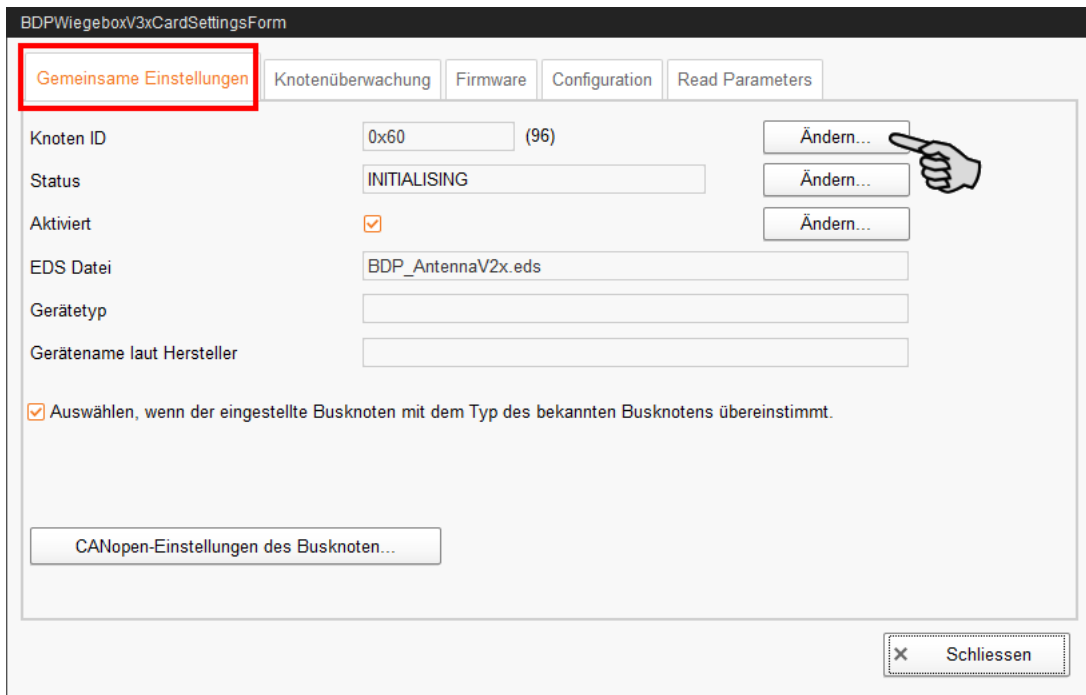 BDPWiegeboxV3xCardSettingsForm
Gemeinsame Einstellungen Knotenüberwachung Firmware Configuration Read Parameters
Knoten ID 0x60 (96) Ändern...
Status INITIALISING Ändern...
Aktiviert Ändern...
EDS Datei BDP_AntennaV2x.eds
Gerätetyp
Gerätename laut Hersteller
Auswählen, wenn der eingestellte Busknoten mit dem Typ des bekannten Busknotens übereinstimmt.
CANopen-Einstellungen des Busknoten...
Schliessen